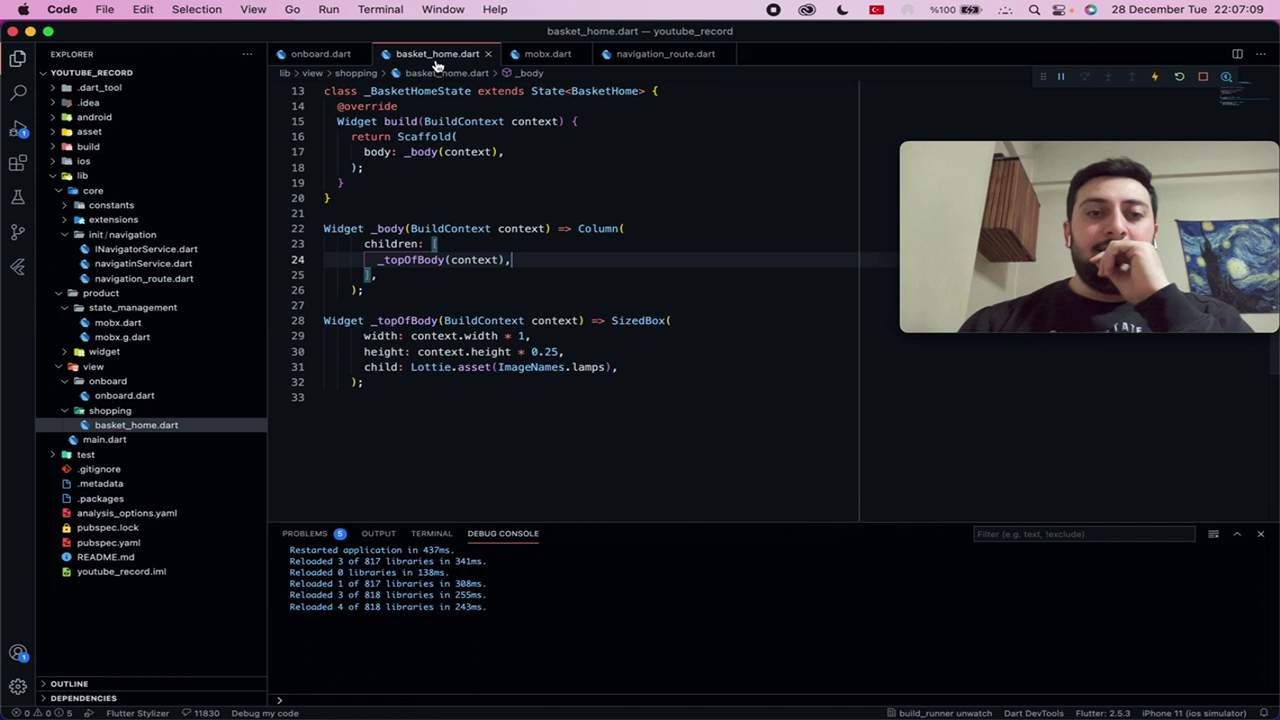 Code File Edit Selection View Go Run Terminal Window Help
%100
28 December Tue 22:07:09
basket_home.dart — youtube_record
EXPLORER
YOUTUBE_RECORD
.dart_tool
.idea
android
asset
build
ios
lib
core
constants
extensions
init/navigation
INavigatorService.dart
navigatinService.dart
navigation_route.dart
product
state_management
mobx.dart
mobx.g.dart
widget
view
onboard
onboard.dart
shopping
basket_home.dart
main.dart
test
.gitignore
.metadata
.packages
analysis_options.yaml
pubspec.lock
pubspec.yaml
README.md
youtube_record.iml
OUTLINE
DEPENDENCIES
onboard.dart basket_home.dart mobx.dart navigation_route.dart
lib > view > shopping > basket_home.dart > _body
13 class _BasketHomeState extends State<BasketHome> {
14 @override
15 Widget build(BuildContext context) {
16 return Scaffold(
17 body: _body(context),
18 );
19 }
20 }
21
22 Widget _body(BuildContext context) => Column(
23 children: [
24 _topOfBody(context),
25 ],
26 );
27
28 Widget _topOfBody(BuildContext context) => SizedBox(
29 width: context.width * 1,
30 height: context.height * 0.25,
31 child: Lottie.asset(ImageNames.lamps),
32 );
33
PROBLEMS 5 OUTPUT TERMINAL DEBUG CONSOLE
Filter (e.g. text, !exclude)
Restarted application in 437ms.
Reloaded 3 of 817 libraries in 341ms.
Reloaded 0 libraries in 138ms.
Reloaded 1 of 817 libraries in 308ms.
Reloaded 3 of 818 libraries in 255ms.
Reloaded 4 of 818 libraries in 243ms.
>
0 0 5 Flutter Stylizer 11830 Debug my code
build_runner unwatch Dart DevTools Flutter: 2.5.3 iPhone 11 (ios simulator)